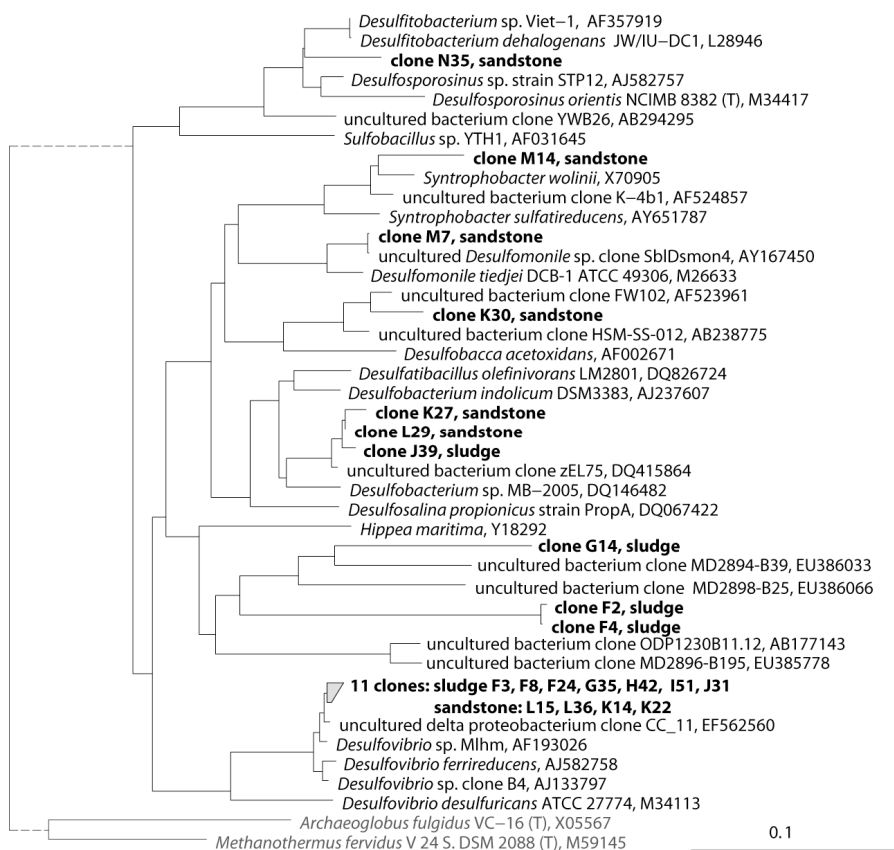 Desulfitobacterium sp. Viet−1, AF357919
Desulfitobacterium dehalogenans JW/IU−DC1, L28946
clone N35, sandstone
Desulfosporosinus sp. strain STP12, AJ582757
Desulfosporosinus orientis NCIMB 8382 (T), M34417
uncultured bacterium clone YWB26, AB294295
Sulfobacillus sp. YTH1, AF031645
clone M14, sandstone
Syntrophobacter wolinii, X70905
uncultured bacterium clone K−4b1, AF524857
Syntrophobacter sulfatireducens, AY651787
clone M7, sandstone
uncultured Desulfomonile sp. clone SblDsmon4, AY167450
Desulfomonile tiedjei DCB-1 ATCC 49306, M26633
uncultured bacterium clone FW102, AF523961
clone K30, sandstone
uncultured bacterium clone HSM-SS-012, AB238775
Desulfobacca acetoxidans, AF002671
Desulfatibacillus olefinivorans LM2801, DQ826724
Desulfobacterium indolicum DSM3383, AJ237607
clone K27, sandstone
clone L29, sandstone
clone J39, sludge
uncultured bacterium clone zEL75, DQ415864
Desulfobacterium sp. MB−2005, DQ146482
Desulfosalina propionicus strain PropA, DQ067422
Hippea maritima, Y18292
clone G14, sludge
uncultured bacterium clone MD2894-B39, EU386033
uncultured bacterium clone MD2898-B25, EU386066
clone F2, sludge
clone F4, sludge
uncultured bacterium clone ODP1230B11.12, AB177143
uncultured bacterium clone MD2896-B195, EU385778
11 clones: sludge F3, F8, F24, G35, H42, I51, J31
sandstone: L15, L36, K14, K22
uncultured delta proteobacterium clone CC_11, EF562560
Desulfovibrio sp. Mlhm, AF193026
Desulfovibrio ferrireducens, AJ582758
Desulfovibrio sp. clone B4, AJ133797
Desulfovibrio desulfuricans ATCC 27774, M34113
Archaeoglobus fulgidus VC−16 (T), X05567
Methanothermus fervidus V 24 S. DSM 2088 (T), M59145
0.1